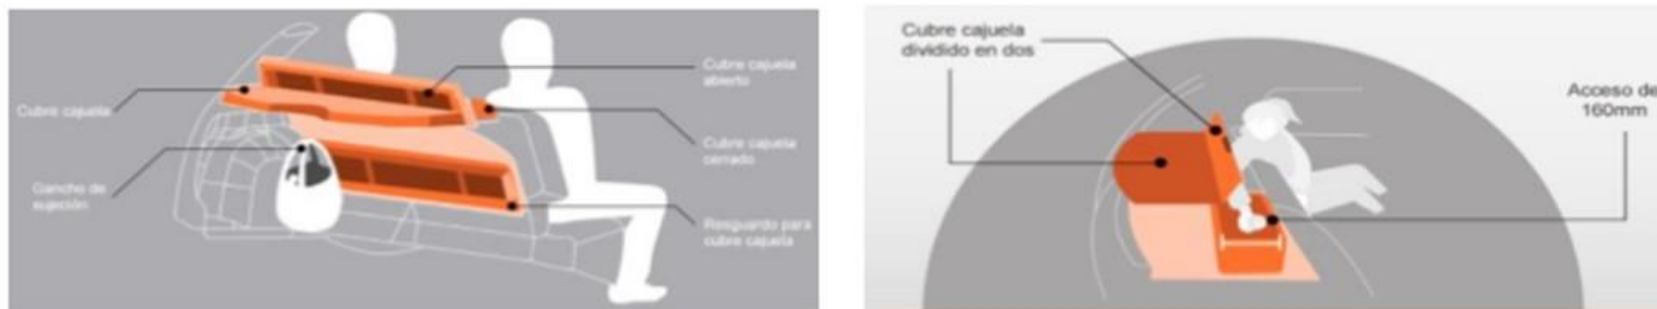 Cubre cajuela
Gancho de
sujeción
Cubre cajuela
abierto
Cubre cajuela
cerrado
Resguardo para
cubre cajuela
Cubre cajuela
dividido en dos
Acceso de
160mm